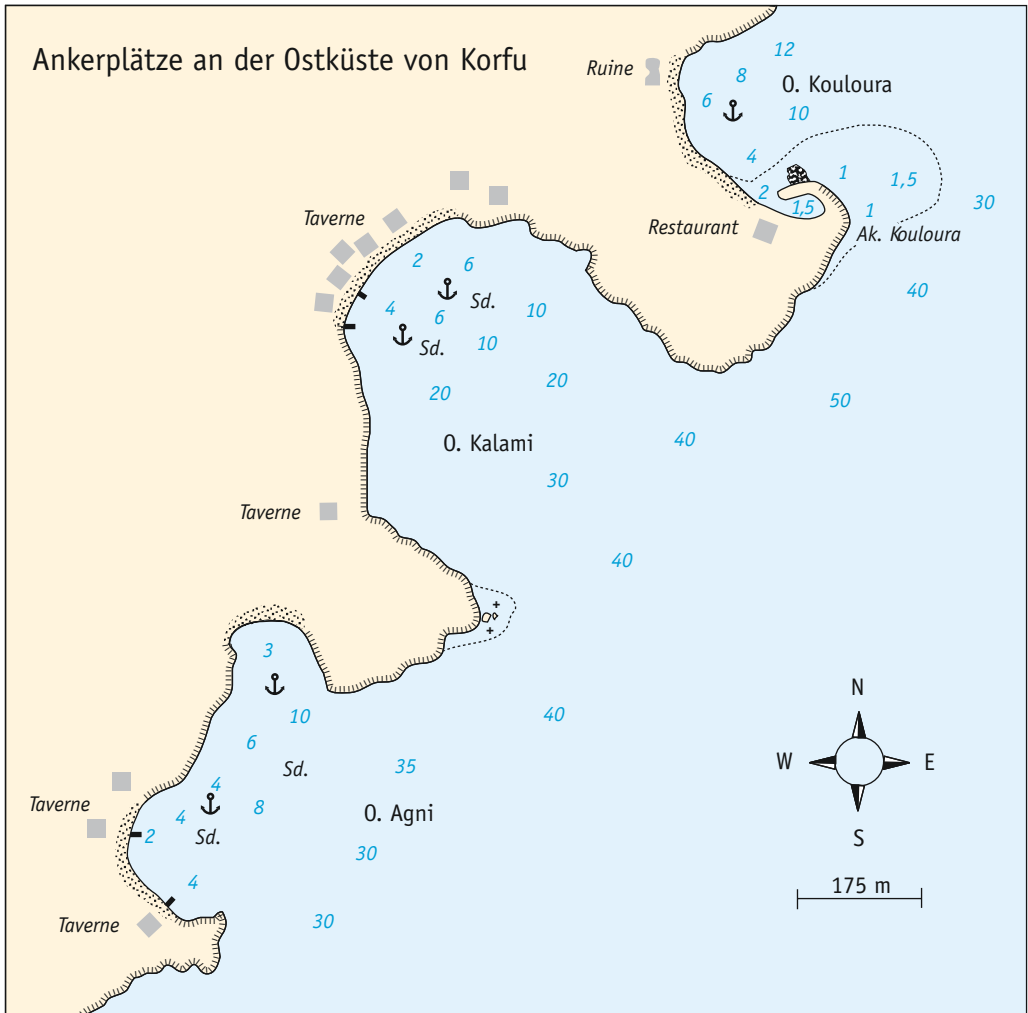 Ankerplätze an der Ostküste von Korfu
12
Ruine
8
O. Kouloura
6
10
4
1
1,5
2
1,5
1
30
Restaurant
Ak. Kouloura
Taverne
2
6
40
Sd.
4
6
10
Sd.
10
20
20
50
O. Kalami
40
30
Taverne
40
3
10
40
6
Sd.
35
N
W
E
S
4
Taverne
4
8
O. Agni
2
Sd.
30
4
175 m
Taverne
30